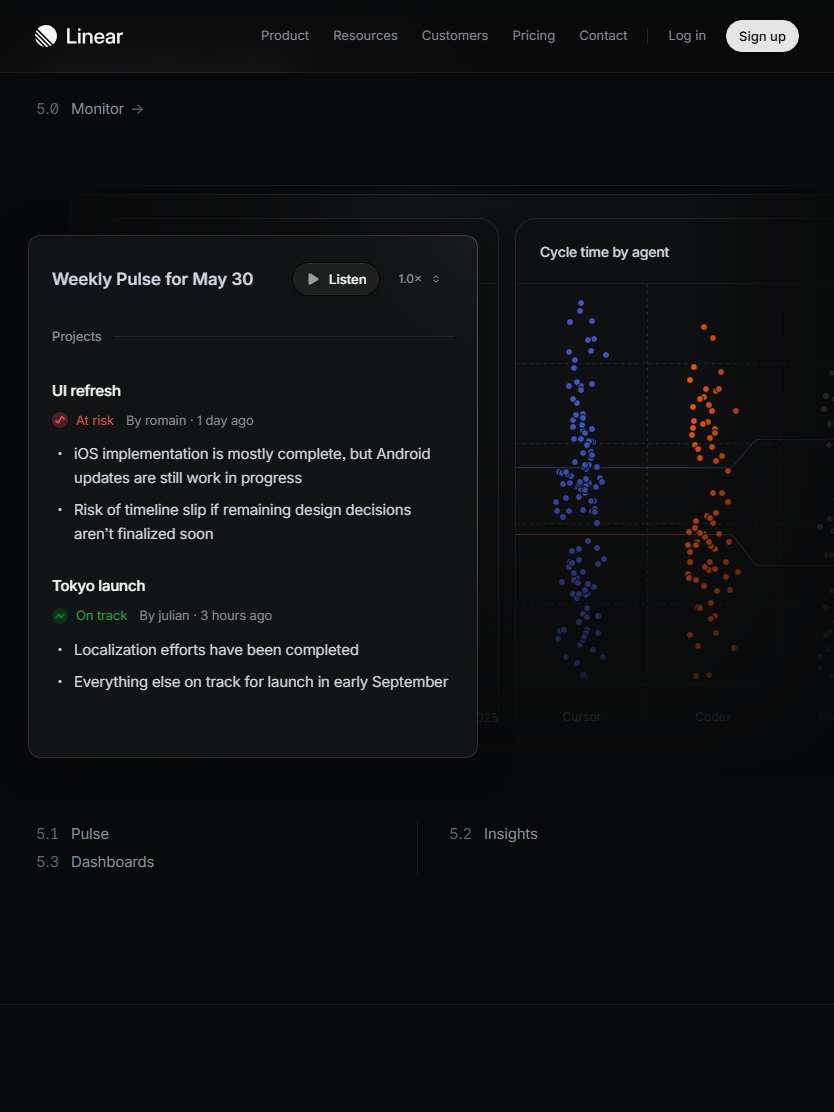 Linear
Product
Resources
Customers
Pricing
Contact
Log in
Sign up
5.0 Monitor →
Weekly Pulse for May 30
Listen
1.0×
Projects
UI refresh
At risk By romain · 1 day ago
• iOS implementation is mostly complete, but Android
updates are still work in progress
• Risk of timeline slip if remaining design decisions
aren’t finalized soon
Tokyo launch
On track By julian · 3 hours ago
• Localization efforts have been completed
• Everything else on track for launch in early September
Cycle time by agent
025
Cursor
Codex
5.1 Pulse
5.2 Insights
5.3 Dashboards